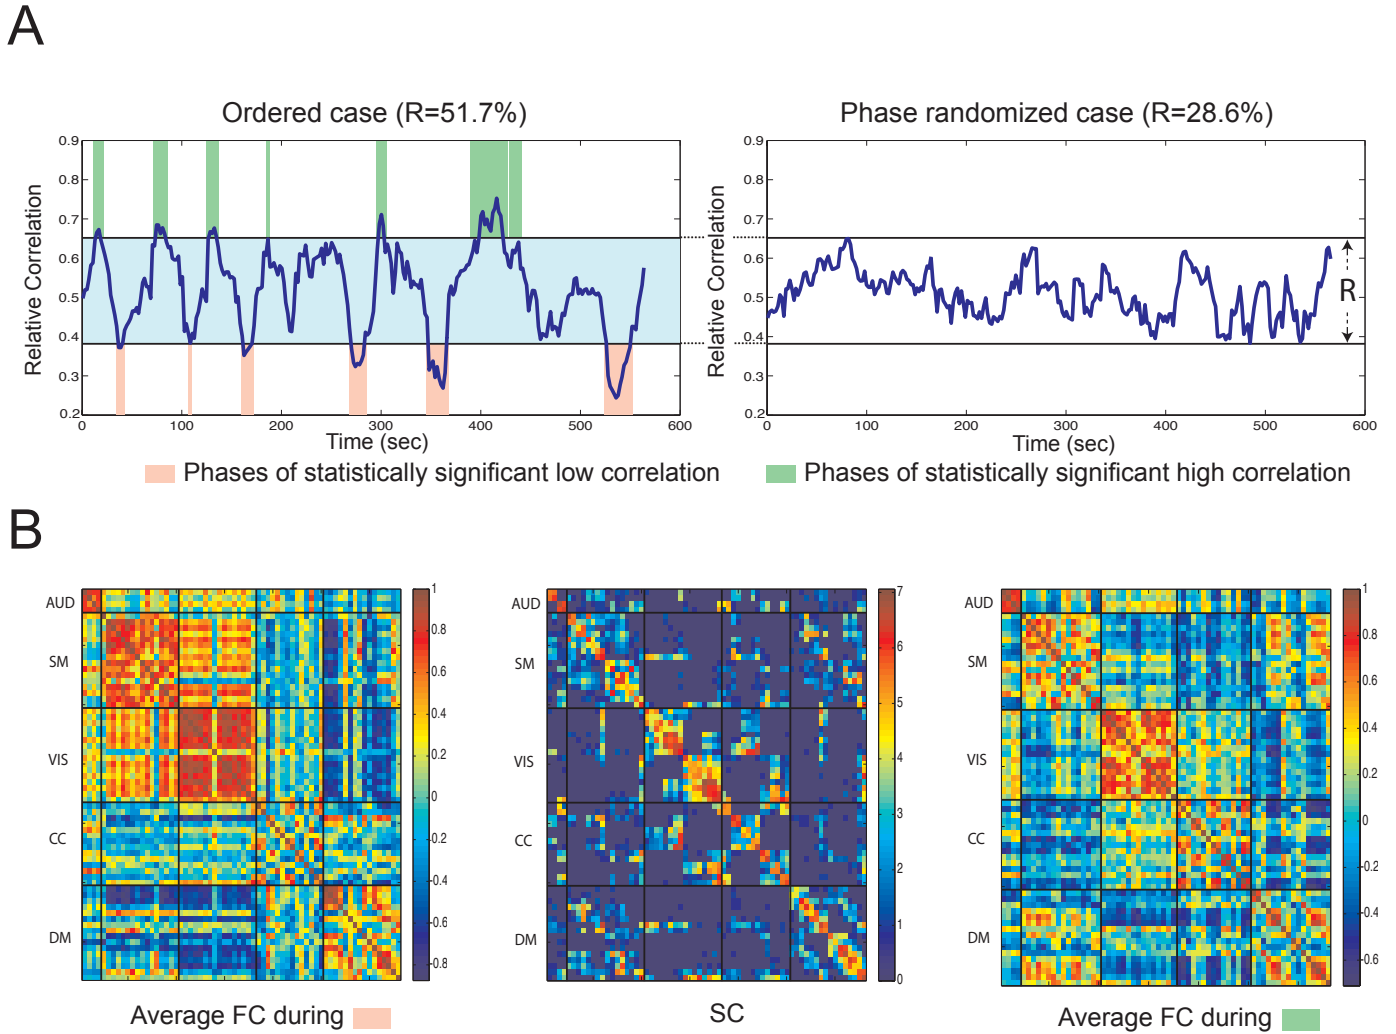 A
Ordered case (R=51.7%)
Phase randomized case (R=28.6%)
0.9
0.8
0.7
0.6
0.5
0.4
0.3
0.2
Relative Correlation
0 100 200 300 400 500 600
Time (sec)
0.9
0.8
0.7
0.6
0.5
0.4
0.3
0.2
Relative Correlation
R
0 100 200 300 400 500 600
Time (sec)
Phases of statistically significant low correlation
Phases of statistically significant high correlation
B
AUD
SM
VIS
CC
DM
1
0.8
0.6
0.4
0.2
0
-0.2
-0.4
-0.6
-0.8
Average FC during
AUD
SM
VIS
CC
DM
7
6
5
4
3
2
1
0
SC
AUD
SM
VIS
CC
DM
1
0.8
0.6
0.4
0.2
0
-0.2
-0.4
-0.6
Average FC during